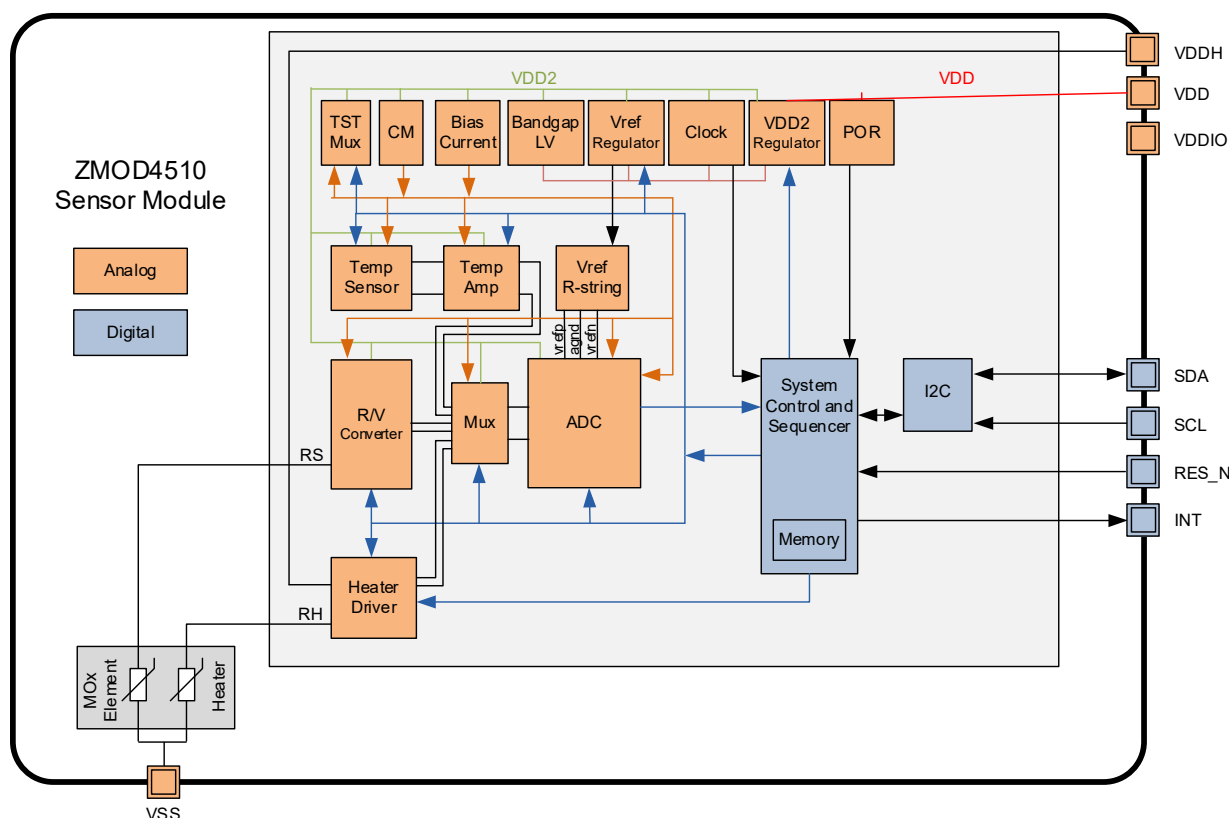 VDDH
VDD2
VDD
VDD
TST
Mux
CM
Bias
Current
Bandgap
LV
Vref
Regulator
Clock
VDD2
Regulator
POR
VDDIO
ZMOD4510
Sensor Module
Analog
Digital
Temp
Sensor
Temp
Amp
Vref
R-string
vrefp
agnd
vrefn
R/V
Converter
Mux
ADC
System
Control and
Sequencer
Memory
I2C
SDA
SCL
RES_N
INT
RS
Heater
Driver
RH
MOx
Element
Heater
VSS